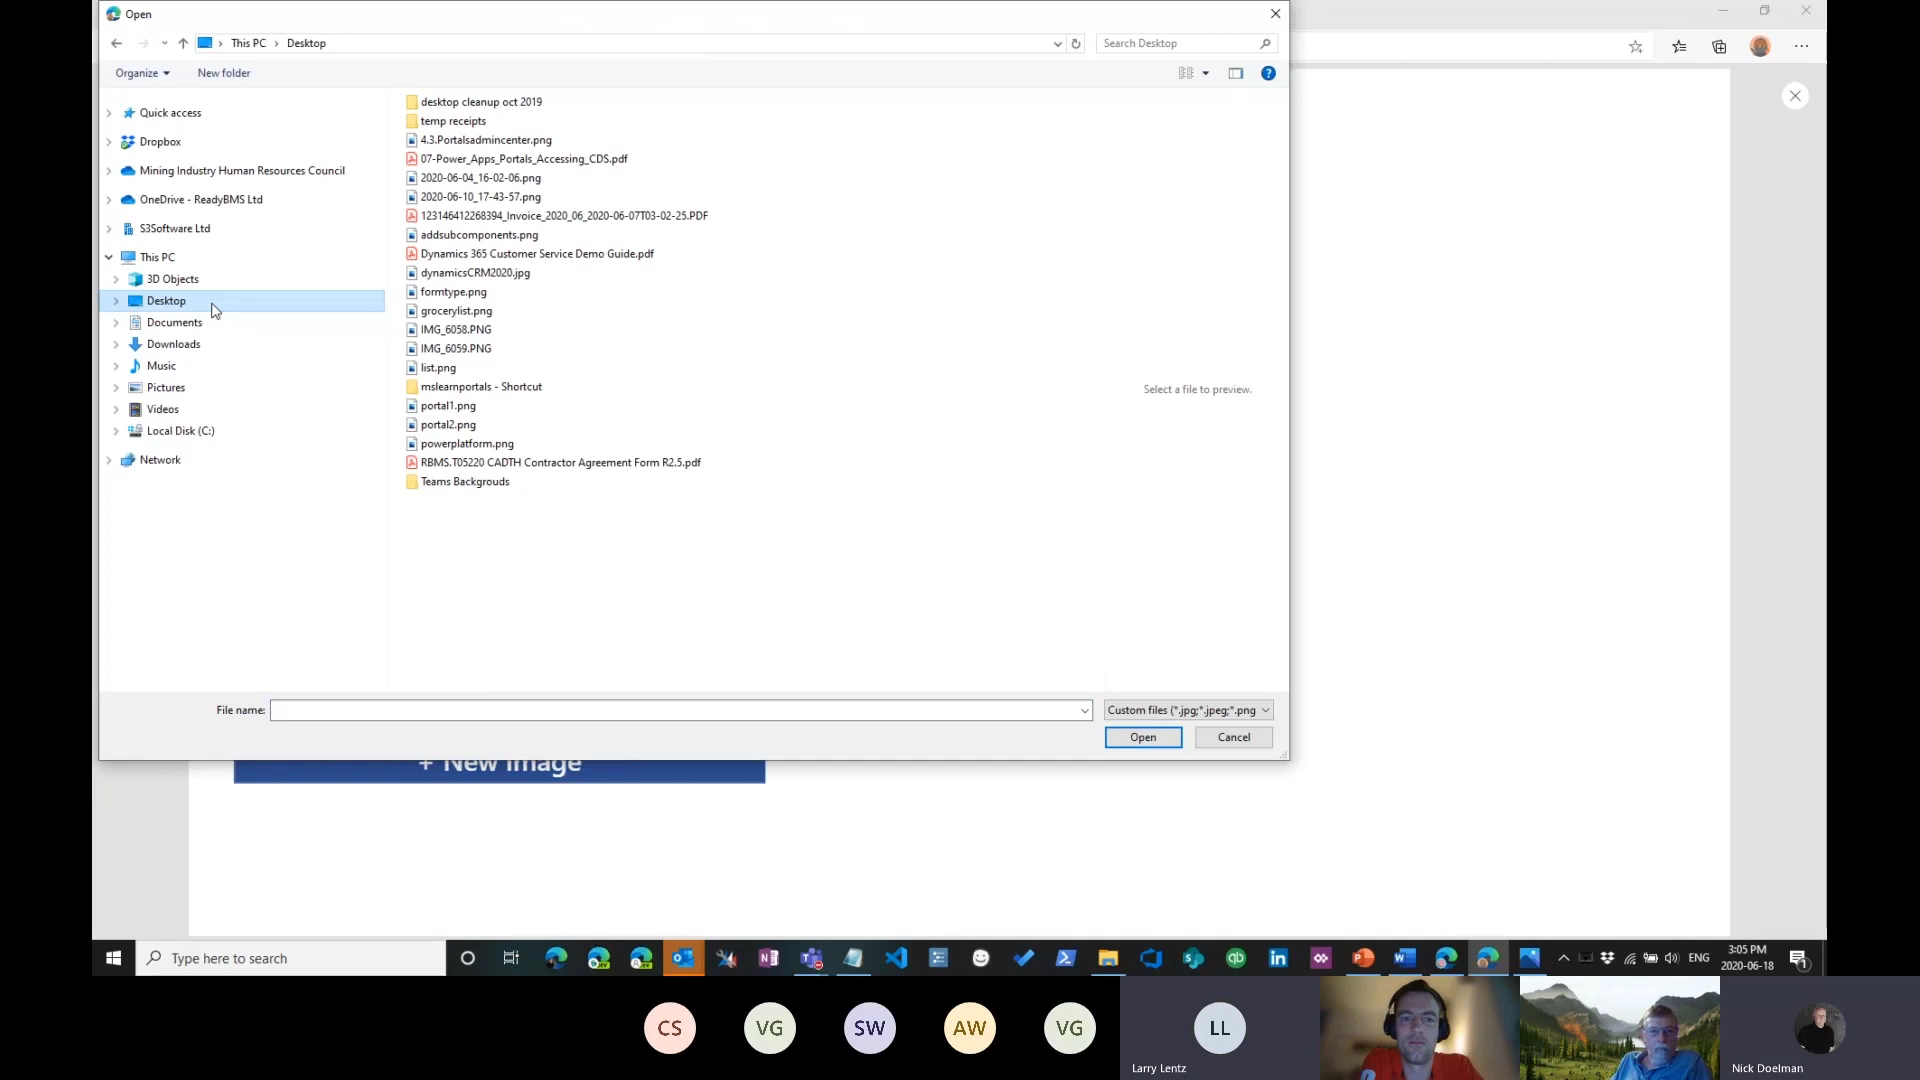 Open
This PC > Desktop
Search Desktop
Organize
New folder
Quick access
Dropbox
Mining Industry Human Resources Council
OneDrive - ReadyBMS Ltd
S3Software Ltd
This PC
3D Objects
Desktop
Documents
Downloads
Music
Pictures
Videos
Local Disk (C:)
Network
desktop cleanup oct 2019
temp receipts
4.3.Portalsadmincenter.png
07-Power_Apps_Portals_Accessing_CDS.pdf
2020-06-04_16-02-06.png
2020-06-10_17-43-57.png
123146412268394_Invoice_2020_06_2020-06-07T03-02-25.PDF
addsubcomponents.png
Dynamics 365 Customer Service Demo Guide.pdf
dynamicsCRM2020.jpg
formtype.png
grocerylist.png
IMG_6058.PNG
IMG_6059.PNG
list.png
mslearnportals - Shortcut
portal1.png
portal2.png
powerplatform.png
RBMS.T05220 CADTH Contractor Agreement Form R2.5.pdf
Teams Backgrouds
Select a file to preview.
File name:
Custom files (*.jpg;*.jpeg;*.png
Open
Cancel
+ New image
Type here to search
ENG
3:05 PM
2020-06-18
CS
VG
SW
AW
VG
LL
Larry Lentz
Nick Doelman